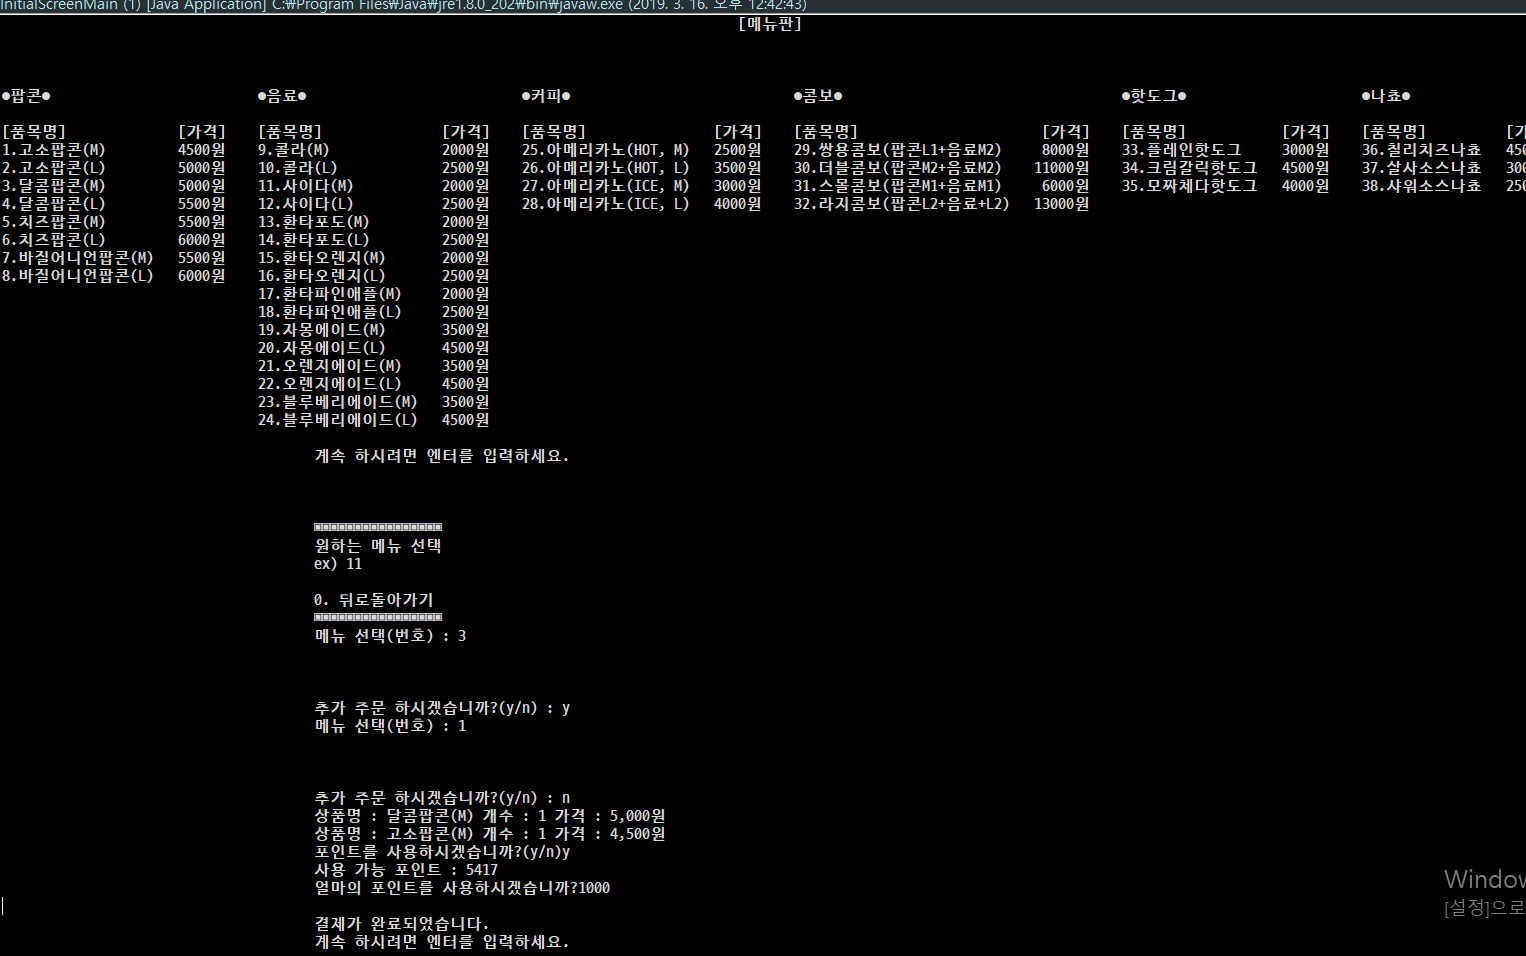 InitialScreenMain (1) [Java Application] C:₩Program Files₩Java₩jre1.8.0_202₩bin₩javaw.exe (2019. 3. 16. 오후 12:42:43)
[메뉴판]
●팝콘● ●음료● ●커피● ●콤보● ●핫도그● ●나쵸●
[품목명] [가격] [품목명] [가격] [품목명] [가격] [품목명] [가격] [품목명] [가격] [품목명]
1.고소팝콘(M) 4500원 9.콜라(M) 2000원 25.아메리카노(HOT, M) 2500원 29.쌍용콤보(팝콘L1+음료M2) 8000원 33.플레인핫도그 3000원 36.칠리치즈나쵸 450
2.고소팝콘(L) 5000원 10.콜라(L) 2500원 26.아메리카노(HOT, L) 3500원 30.더블콤보(팝콘M2+음료M2) 11000원 34.크림갈릭핫도그 4500원 37.살사소스나쵸 300
3.달콤팝콘(M) 5000원 11.사이다(M) 2000원 27.아메리카노(ICE, M) 3000원 31.스몰콤보(팝콘M1+음료M1) 6000원 35.모짜체다핫도그 4000원 38.샤워소스나쵸 250
4.달콤팝콘(L) 5500원 12.사이다(L) 2500원 28.아메리카노(ICE, L) 4000원 32.라지콤보(팝콘L2+음료+L2) 13000원
5.치즈팝콘(M) 5500원 13.환타포도(M) 2000원
6.치즈팝콘(L) 6000원 14.환타포도(L) 2500원
7.바질어니언팝콘(M) 5500원 15.환타오렌지(M) 2000원
8.바질어니언팝콘(L) 6000원 16.환타오렌지(L) 2500원
17.환타파인애플(M) 2000원
18.환타파인애플(L) 2500원
19.자몽에이드(M) 3500원
20.자몽에이드(L) 4500원
21.오렌지에이드(M) 3500원
22.오렌지에이드(L) 4500원
23.블루베리에이드(M) 3500원
24.블루베리에이드(L) 4500원
계속 하시려면 엔터를 입력하세요.
▣▣▣▣▣▣▣▣▣▣▣▣▣▣▣▣
원하는 메뉴 선택
ex) 11
0. 뒤로돌아가기
▣▣▣▣▣▣▣▣▣▣▣▣▣▣▣▣
메뉴 선택(번호) : 3
추가 주문 하시겠습니까?(y/n) : y
메뉴 선택(번호) : 1
추가 주문 하시겠습니까?(y/n) : n
상품명 : 달콤팝콘(M) 개수 : 1 가격 : 5,000원
상품명 : 고소팝콘(M) 개수 : 1 가격 : 4,500원
포인트를 사용하시겠습니까?(y/n)y
사용 가능 포인트 : 5417
얼마의 포인트를 사용하시겠습니까?1000
결제가 완료되었습니다.
계속 하시려면 엔터를 입력하세요.
Window
[설정]으로